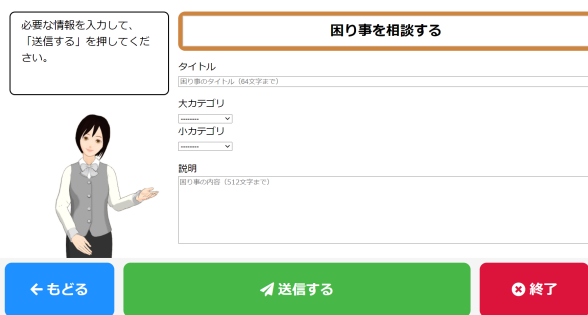 必要な情報を入力して、
「送信する」を押してくだ
さい。
困り事を相談する
タイトル
困り事のタイトル（64文字まで）
大カテゴリ
--------
小カテゴリ
--------
説明
困り事の内容（512文字まで）
もどる
送信する
終了